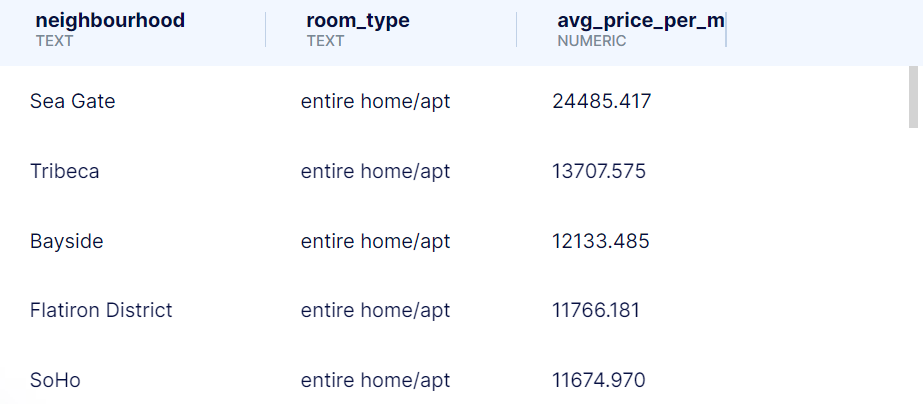 neighbourhood room_type avg_price_per_m
TEXT TEXT NUMERIC
Sea Gate entire home/apt 24485.417
Tribeca entire home/apt 13707.575
Bayside entire home/apt 12133.485
Flatiron District entire home/apt 11766.181
SoHo entire home/apt 11674.970